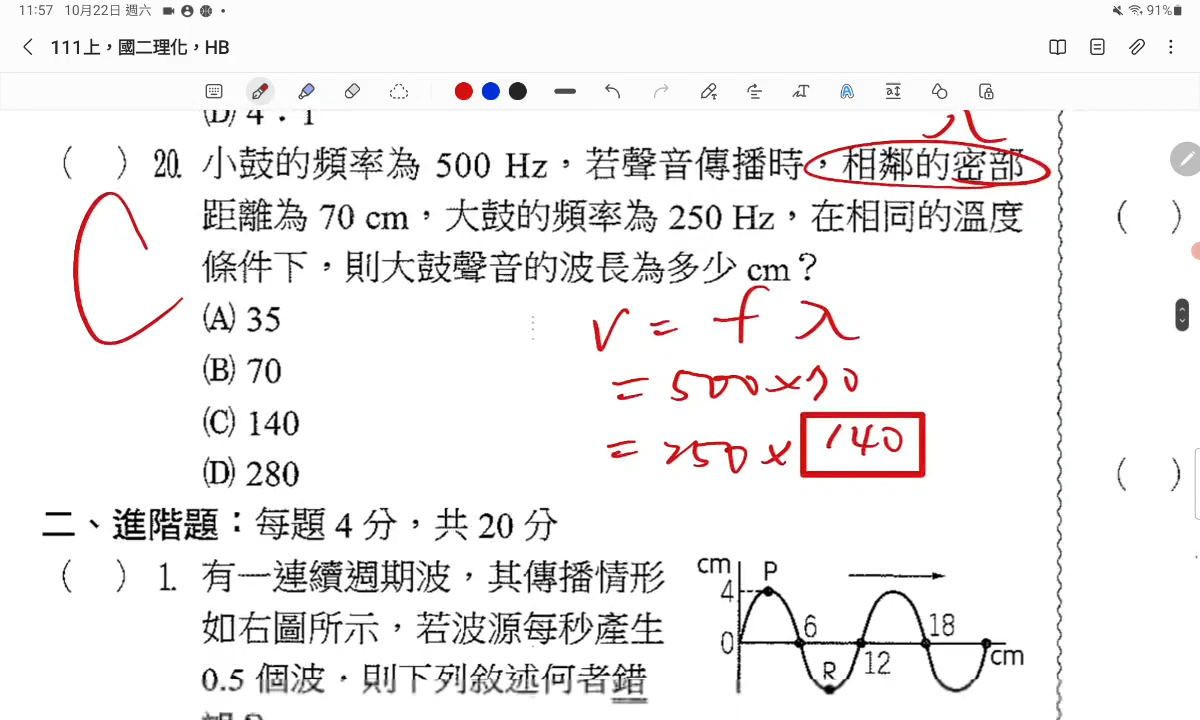 11:57 10月22日 週六 91%
111上，國二理化，HB
(D) 4：1
λ
( ) 20. 小鼓的頻率為 500 Hz，若聲音傳播時，相鄰的密部
距離為 70 cm，大鼓的頻率為 250 Hz，在相同的溫度
條件下，則大鼓聲音的波長為多少 cm？
C
(A) 35
(B) 70
(C) 140
(D) 280
v = f λ
= 500 × 70
= 250 × 140
二、進階題：每題 4 分，共 20 分
( ) 1. 有一連續週期波，其傳播情形
如右圖所示，若波源每秒產生
0.5 個波，則下列敘述何者錯
cm P
4
0 6 12 18 cm
R
( )
( )